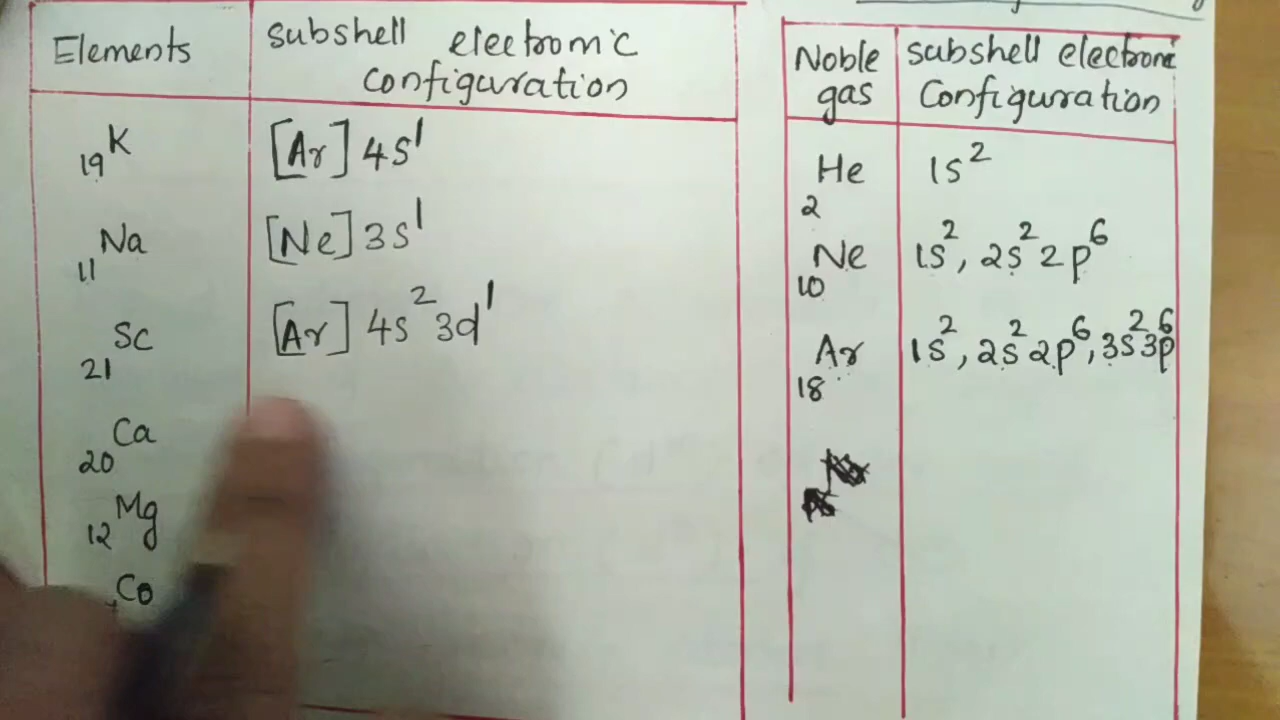 Elements
subshell electronic
configuration
19K
[Ar] 4s1
11Na
[Ne] 3s1
21Sc
[Ar] 4s2 3d1
20Ca
12Mg
Co
Noble
gas
subshell electronic
Configuration
He
2
1s2
Ne
10
1s2, 2s2 2p6
Ar
18
1s2, 2s2 2p6, 3s2 3p6